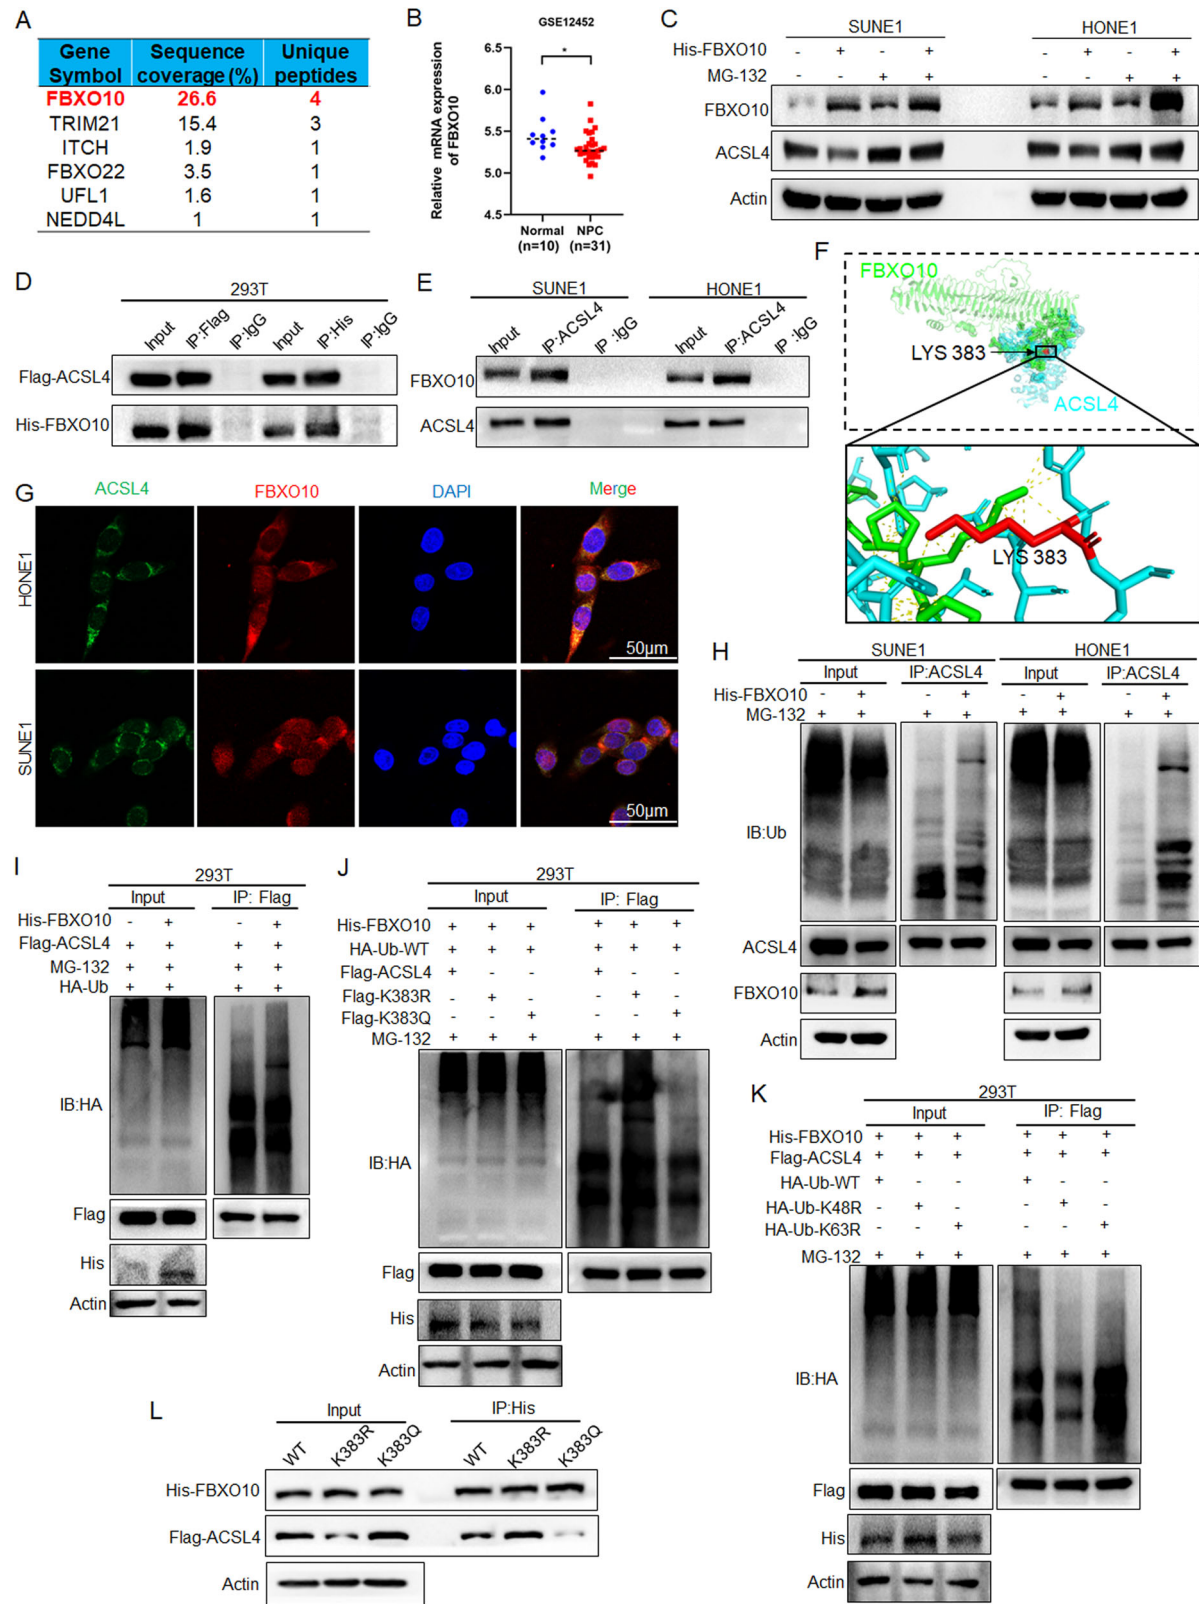 A
Gene Symbol Sequence coverage (%) Unique peptides
FBXO10 26.6 4
TRIM21 15.4 3
ITCH 1.9 1
FBXO22 3.5 1
UFL1 1.6 1
NEDD4L 1 1
B
GSE12452
Relative mRNA expression of FBXO10
6.5
*
6.0
5.5
5.0
4.5
Normal (n=10)
NPC (n=31)
C
SUNE1 HONE1
His-FBXO10 - + - + - + - +
MG-132 - - + + - - + +
FBXO10
ACSL4
Actin
D
293T
Input IP:Flag IP:IgG Input IP:His IP:IgG
Flag-ACSL4
His-FBXO10
E
SUNE1 HONE1
Input IP:ACSL4 IP:IgG Input IP:ACSL4 IP:IgG
FBXO10
ACSL4
F
FBXO10
LYS 383
ACSL4
LYS 383
G
ACSL4 FBXO10 DAPI Merge
HONE1
50μm
SUNE1
50μm
H
SUNE1 HONE1
Input IP:ACSL4 Input IP:ACSL4
His-FBXO10 - + - + - + - +
MG-132 + + + + + + + +
IB:Ub
ACSL4
FBXO10
Actin
I
293T
Input IP: Flag
His-FBXO10 - + - +
Flag-ACSL4 + + + +
MG-132 + + + +
HA-Ub + + + +
IB:HA
Flag
His
Actin
J
293T
Input IP: Flag
His-FBXO10 + + + + + +
HA-Ub-WT + + + + + +
Flag-ACSL4 + - - + - -
Flag-K383R - + - - + -
Flag-K383Q - - + - - +
MG-132 + + + + + +
IB:HA
Flag
His
Actin
K
293T
Input IP: Flag
His-FBXO10 + + + + + +
Flag-ACSL4 + + + + + +
HA-Ub-WT + - - + - -
HA-Ub-K48R - + - - + -
HA-Ub-K63R - - + - - +
MG-132 + + + + + +
IB:HA
Flag
His
Actin
L
Input IP:His
WT K383R K383Q WT K383R K383Q
His-FBXO10
Flag-ACSL4
Actin